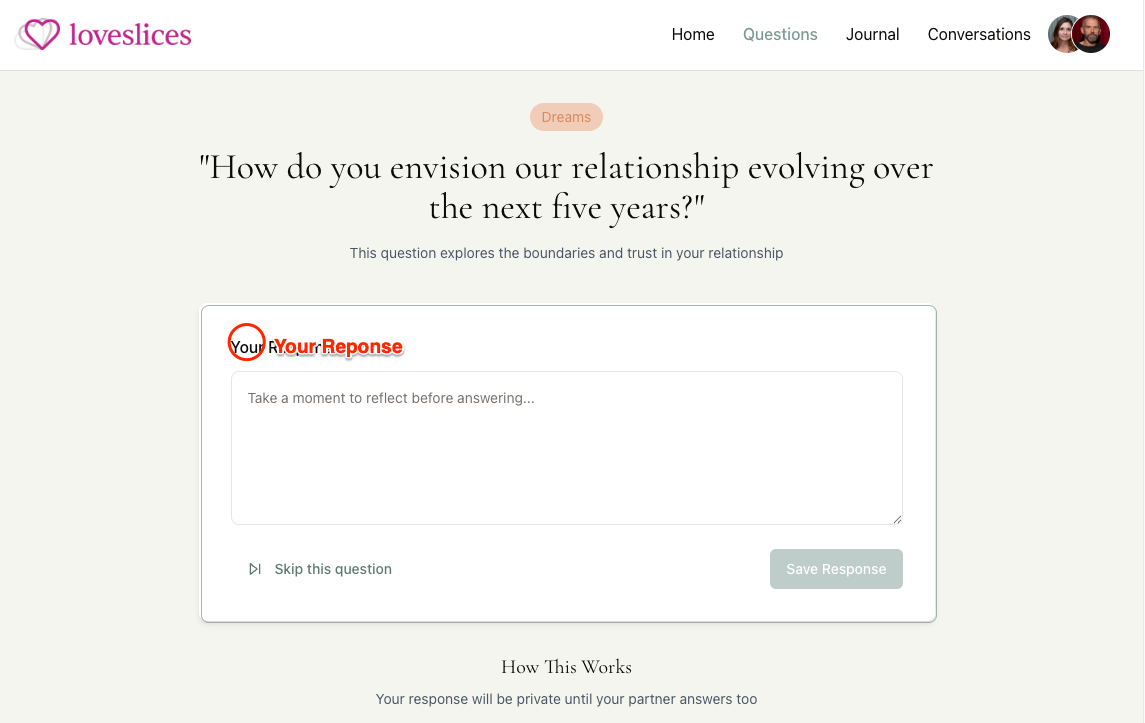 loveslices
Home Questions Journal Conversations
Dreams
"How do you envision our relationship evolving over
the next five years?"
This question explores the boundaries and trust in your relationship
Your Reponse
Your
Take a moment to reflect before answering...
Skip this question
Save Response
How This Works
Your response will be private until your partner answers too